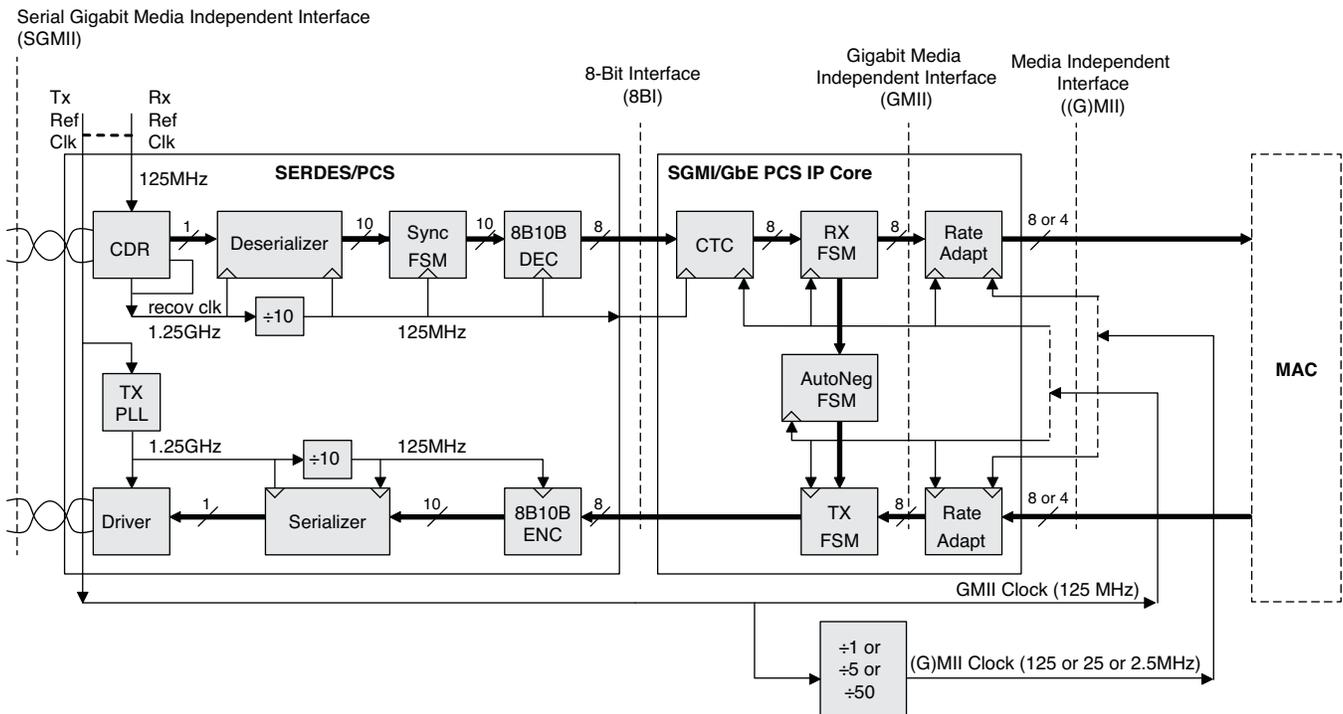 Serial Gigabit Media Independent Interface
(SGMII)
8-Bit Interface
(8BI)
Gigabit Media
Independent Interface
(GMII)
Media Independent
Interface
((G)MII)
Tx
Ref
Clk
Rx
Ref
Clk
125MHz
SERDES/PCS
SGMI/GbE PCS IP Core
CDR
1
Deserializer
10
Sync
FSM
10
8B10B
DEC
8
CTC
8
RX
FSM
8
Rate
Adapt
8 or 4
recov clk
1.25GHz
÷10
125MHz
MAC
TX
PLL
AutoNeg
FSM
1.25GHz
÷10
125MHz
Driver
1
Serializer
10
8B10B
ENC
8
TX
FSM
8
Rate
Adapt
8 or 4
GMII Clock (125 MHz)
÷1 or
÷5 or
÷50
(G)MII Clock (125 or 25 or 2.5MHz)